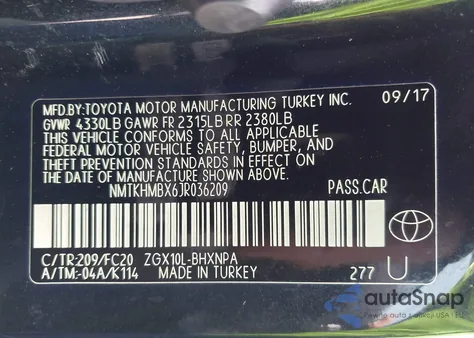 MFD.BY:TOYOTA MOTOR MANUFACTURING TURKEY INC. 09/17
GVWR 4330LB GAWR FR 2315LB RR 2380LB
THIS VEHICLE CONFORMS TO ALL APPLICABLE
FEDERAL MOTOR VEHICLE SAFETY, BUMPER, AND
THEFT PREVENTION STANDARDS IN EFFECT ON THE
DATE OF MANUFACTURE SHOWN ABOVE.
NMTKHMBX6JR036209 PASS.CAR
C/TR:209/FC20 ZGX10L-BHXNPA
A/TM:-04A/K114 MADE IN TURKEY 277 U
autoSnap